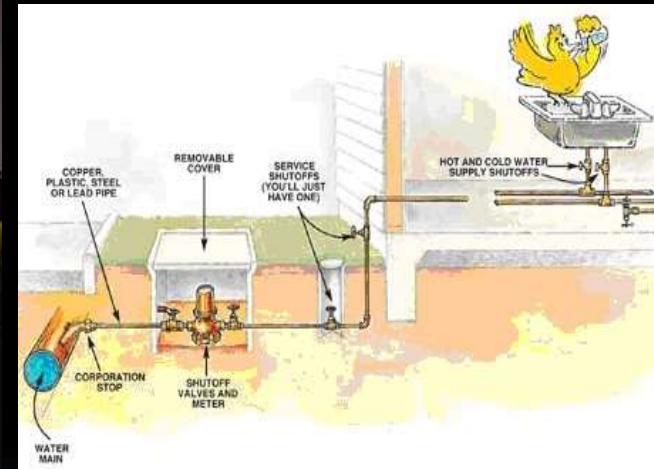 COPPER,
PLASTIC, STEEL
OR LEAD PIPE
REMOVABLE
COVER
SERVICE
SHUTOFFS
(YOU'LL JUST
HAVE ONE)
HOT AND COLD WATER
SUPPLY SHUTOFFS
CORPORATION
STOP
SHUTOFF
VALVES AND
METER
WATER
MAIN